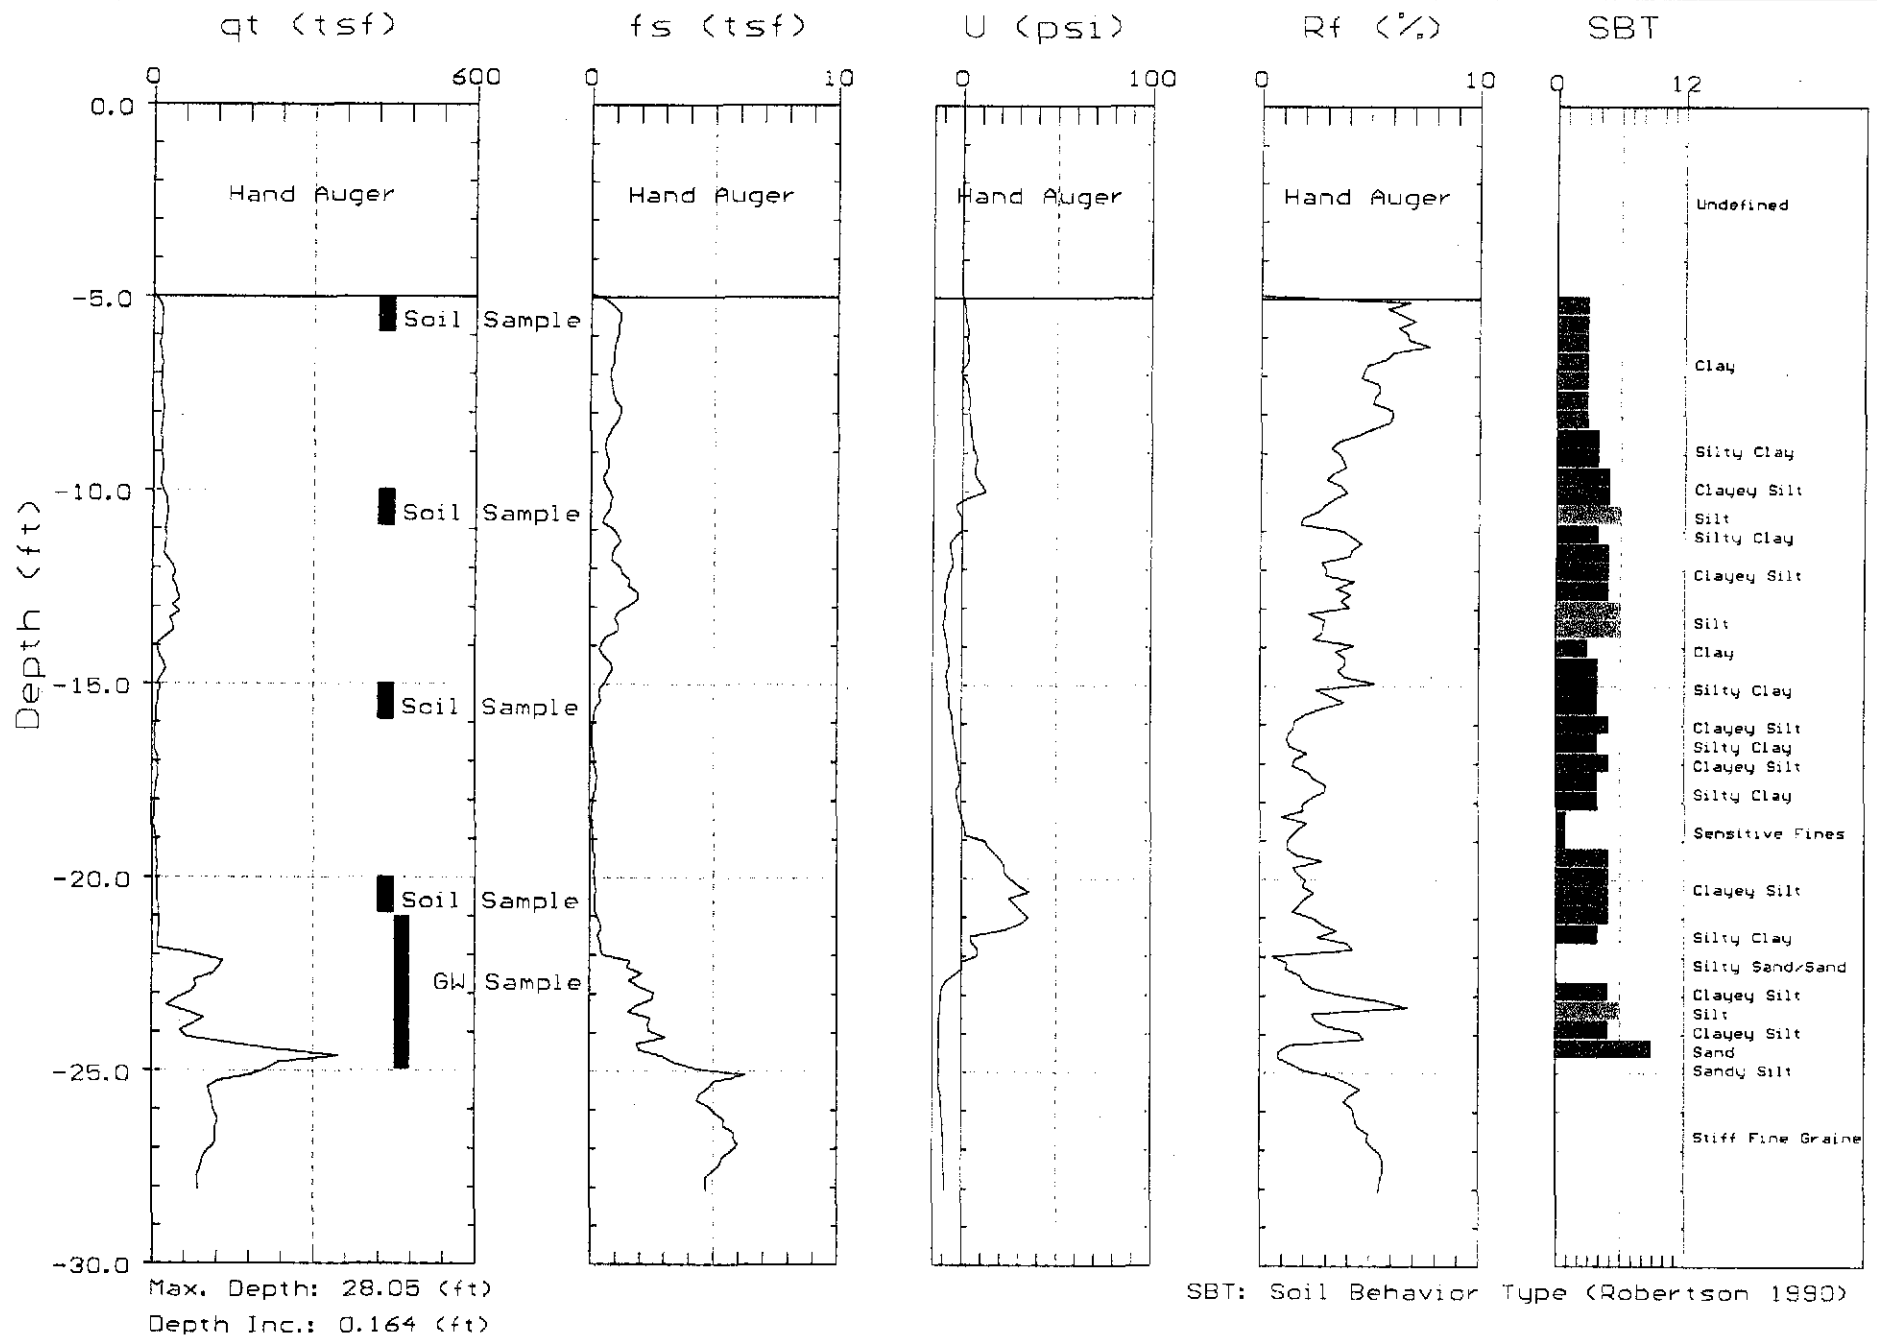 qt (tsf)
fs (tsf)
U (psi)
Rf (%)
SBT
0 600
0 10
0 100
0 10
0 12
0.0
Hand Auger
Hand Auger
Hand Auger
Hand Auger
Undefined
-5.0
Soil Sample
Clay
Silty Clay
-10.0
Clayey Silt
Soil Sample
Silt
Silty Clay
Clayey Silt
Silt
Clay
Depth (ft)
-15.0
Silty Clay
Soil Sample
Clayey Silt
Silty Clay
Clayey Silt
Silty Clay
Sensitive Fines
-20.0
Clayey Silt
Soil Sample
Silty Clay
Silty Sand/Sand
GW Sample
Clayey Silt
Silt
Clayey Silt
Sand
-25.0
Sandy Silt
Stiff Fine Graine
-30.0
Max. Depth: 28.05 (ft)
Depth Inc.: 0.164 (ft)
SBT: Soil Behavior Type (Robertson 1990)